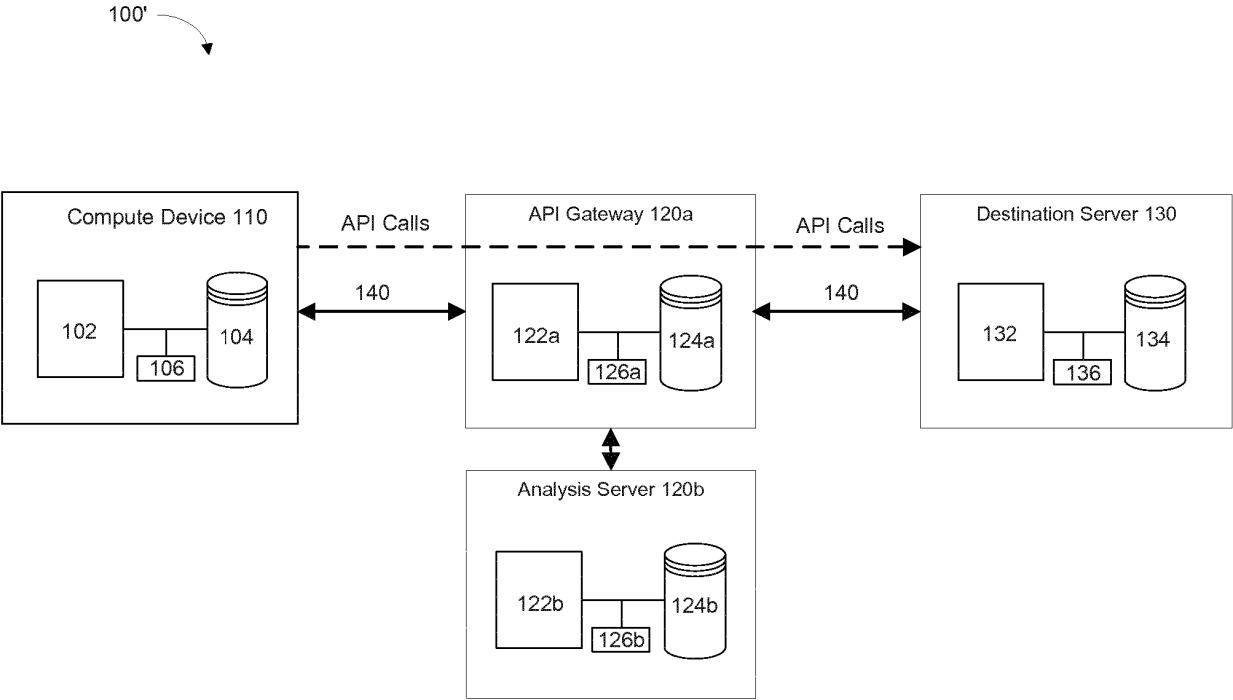 100'
Compute Device 110
API Gateway 120a
Destination Server 130
API Calls
API Calls
140
140
102
104
106
122a
124a
126a
132
134
136
Analysis Server 120b
122b
124b
126b